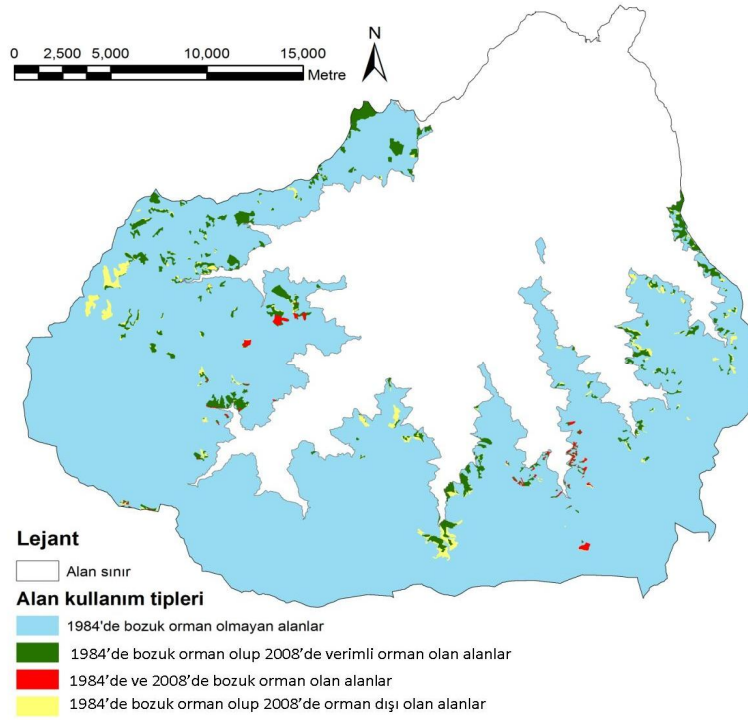 0 2,500 5,000 10,000 15,000
Metre
N
Lejant
Alan sınır
Alan kullanım tipleri
1984'de bozuk orman olmayan alanlar
1984’de bozuk orman olup 2008’de verimli orman olan alanlar
1984’de ve 2008’de bozuk orman olan alanlar
1984’de bozuk orman olup 2008’de orman dışı olan alanlar